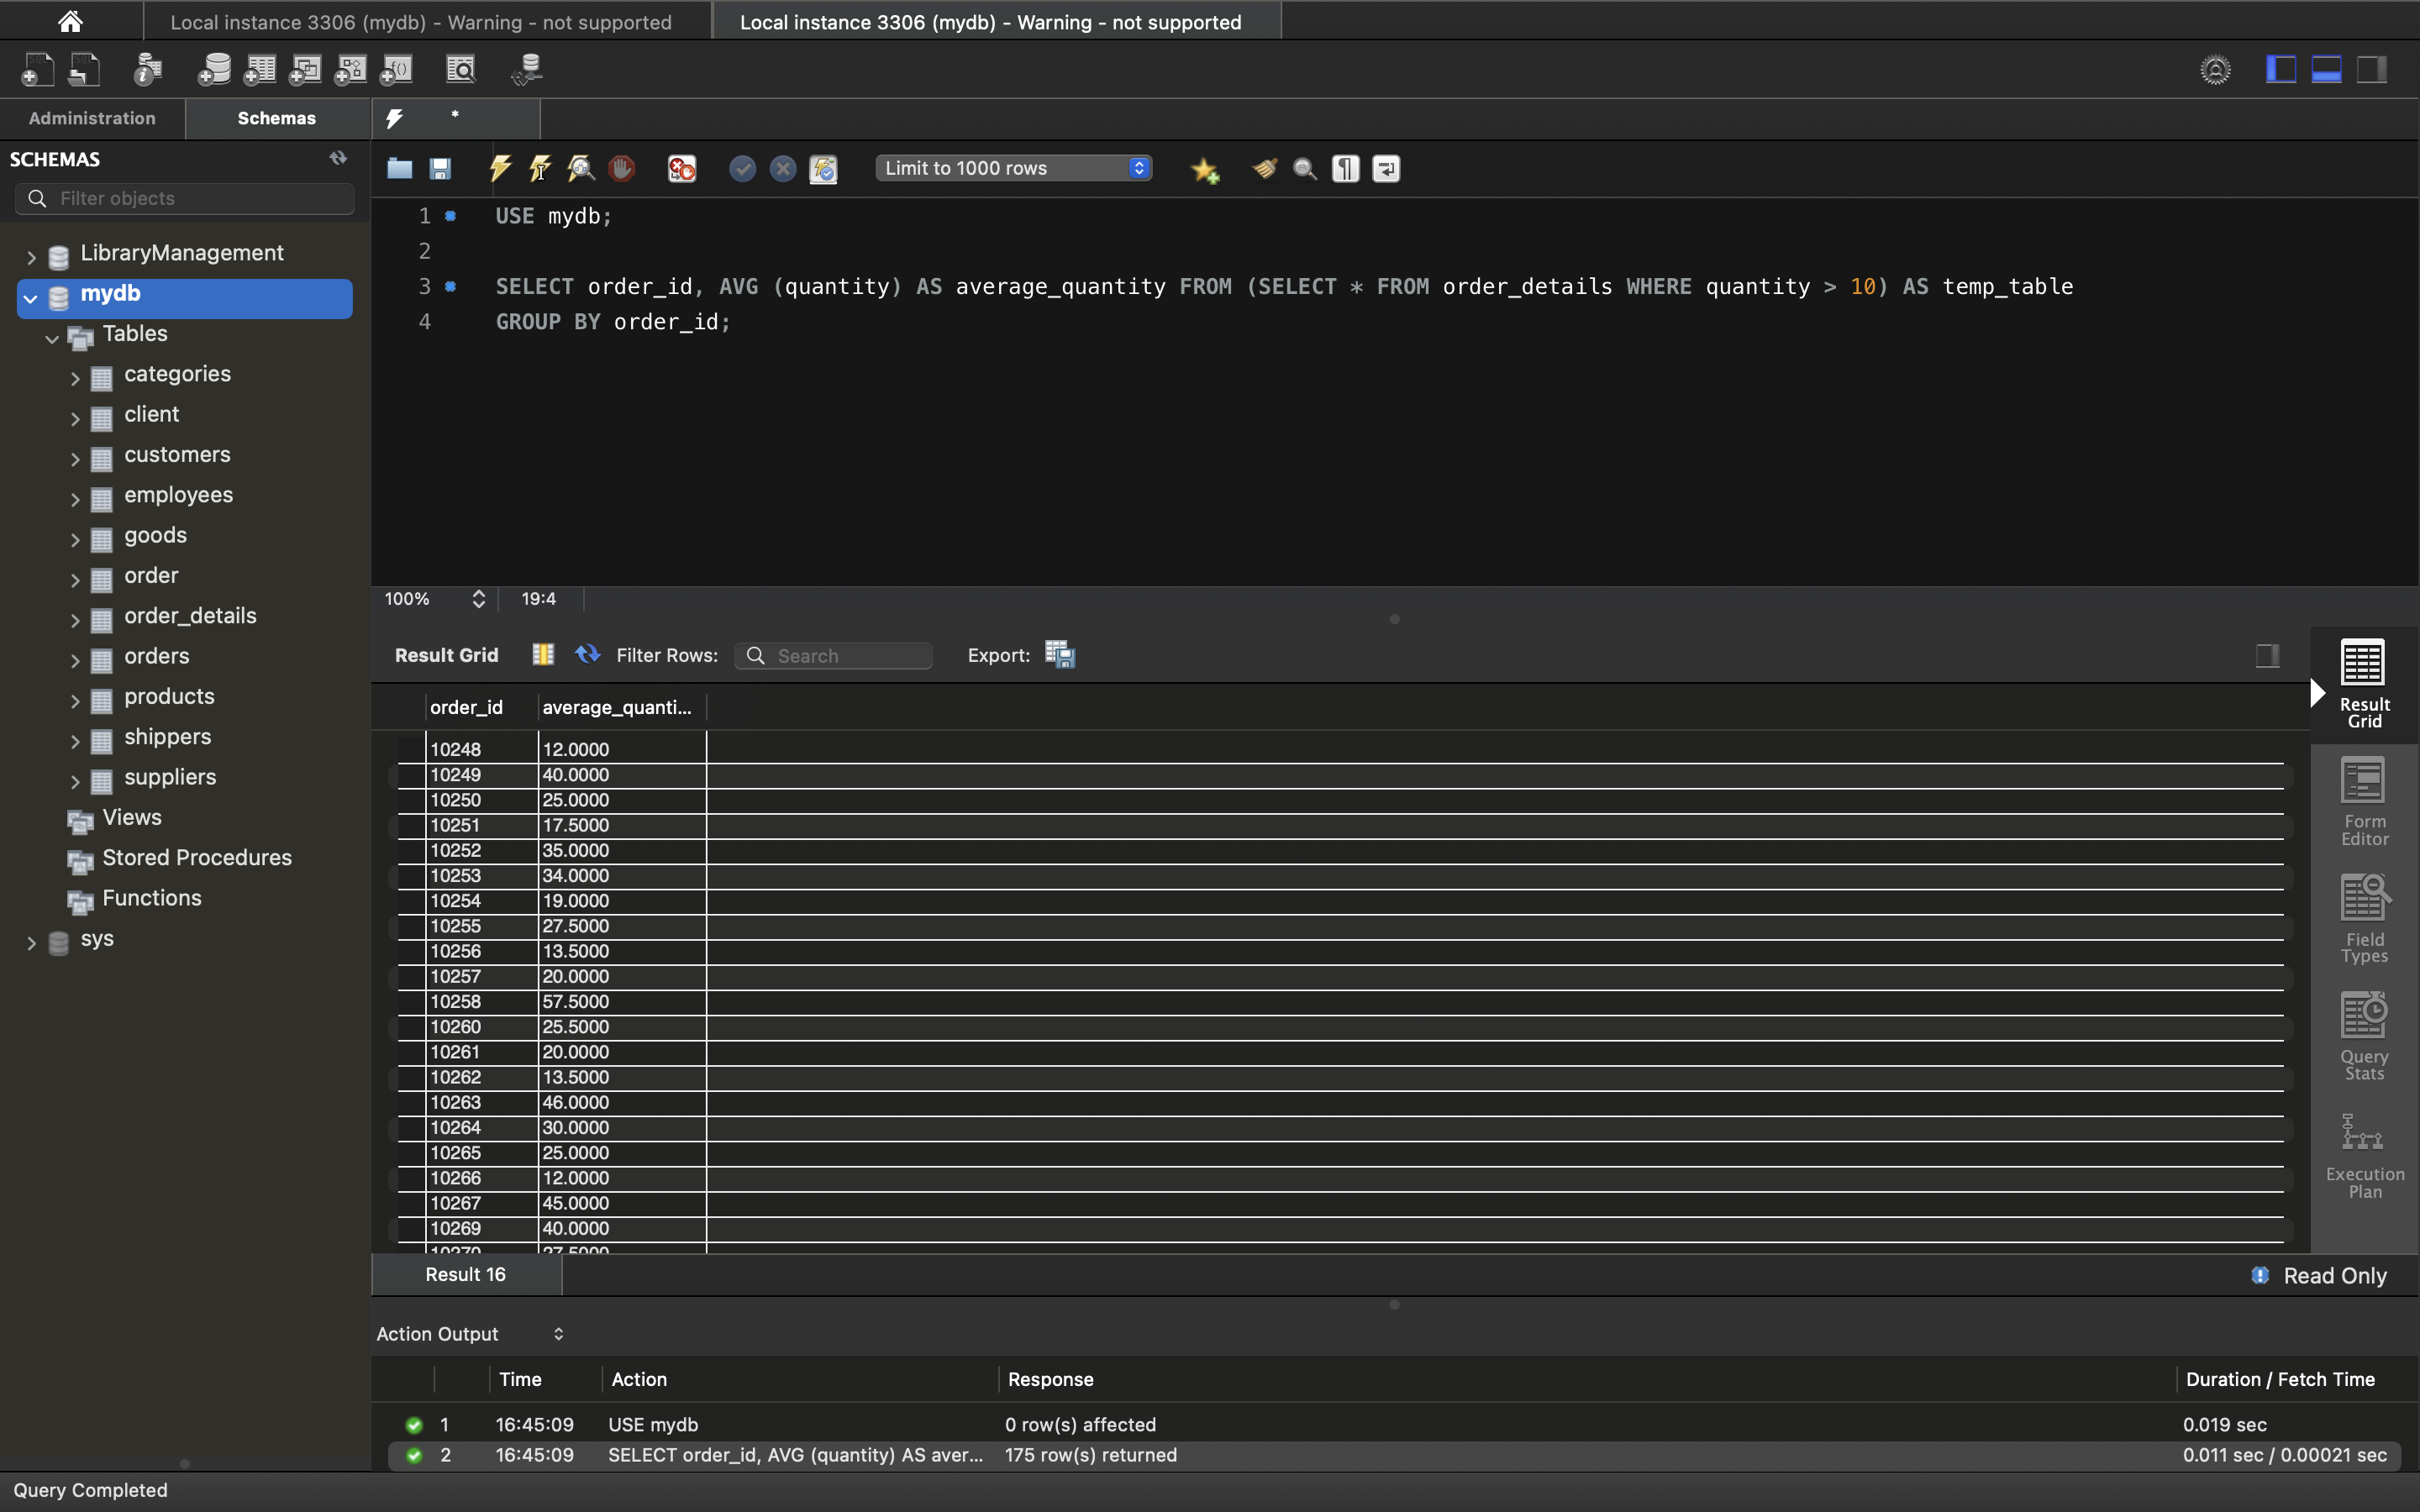 Local instance 3306 (mydb) - Warning - not supported
Local instance 3306 (mydb) - Warning - not supported
Administration
Schemas
*
SCHEMAS
Filter objects
LibraryManagement
mydb
Tables
categories
client
customers
employees
goods
order
order_details
orders
products
shippers
suppliers
Views
Stored Procedures
Functions
sys
Limit to 1000 rows
1 USE mydb;
2
3 SELECT order_id, AVG (quantity) AS average_quantity FROM (SELECT * FROM order_details WHERE quantity > 10) AS temp_table
4 GROUP BY order_id;
100% 19:4
Result Grid Filter Rows: Search Export:
order_id average_quanti...
10248 12.0000
10249 40.0000
10250 25.0000
10251 17.5000
10252 35.0000
10253 34.0000
10254 19.0000
10255 27.5000
10256 13.5000
10257 20.0000
10258 57.5000
10260 25.5000
10261 20.0000
10262 13.5000
10263 46.0000
10264 30.0000
10265 25.0000
10266 12.0000
10267 45.0000
10269 40.0000
10270 27.5000
Result
Grid
Form
Editor
Field
Types
Query
Stats
Execution
Plan
Result 16
Read Only
Action Output
Time Action Response Duration / Fetch Time
1 16:45:09 USE mydb 0 row(s) affected 0.019 sec
2 16:45:09 SELECT order_id, AVG (quantity) AS aver... 175 row(s) returned 0.011 sec / 0.00021 sec
Query Completed